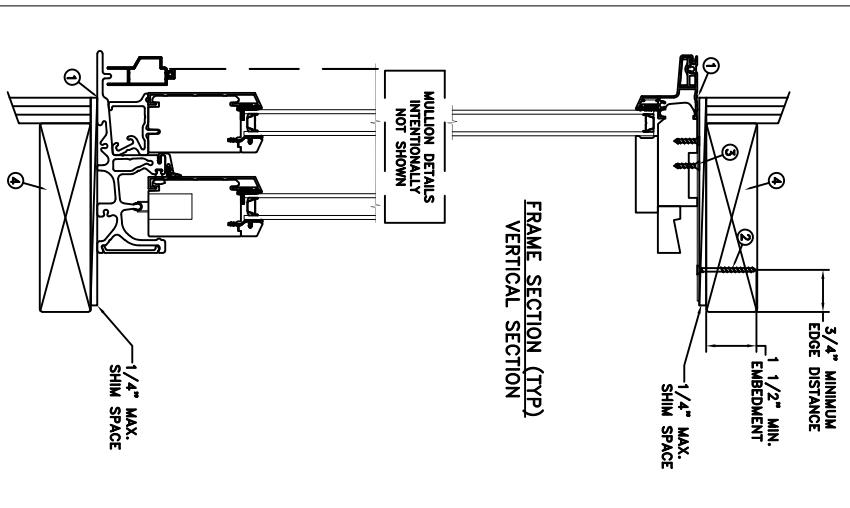 3/4" MINIMUM
EDGE DISTANCE
1 1/2" MIN.
EMBEDMENT
1/4" MAX.
SHIM SPACE
1
3
4
2
FRAME SECTION (TYP)
VERTICAL SECTION
MULLION DETAILS
INTENTIONALLY
NOT SHOWN
1
4
1/4" MAX.
SHIM SPACE